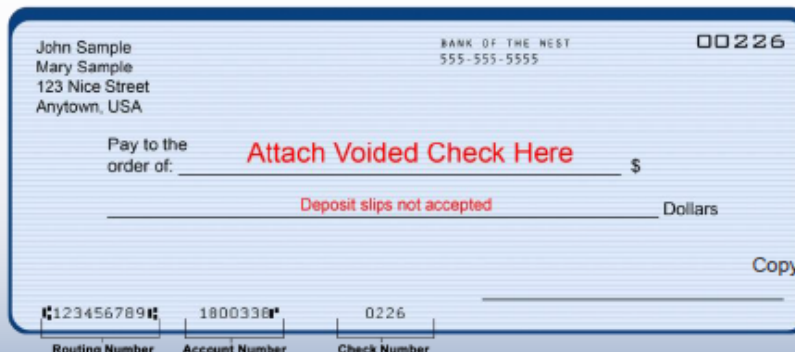 John Sample
Mary Sample
123 Nice Street
Anytown, USA
BANK OF THE NEST
555-555-5555
00226
Pay to the
order of:
Attach Voided Check Here
$
Deposit slips not accepted
Dollars
Copy
⑆123456789⑆ 1800338⑈ 0226
Routing Number Account Number Check Number